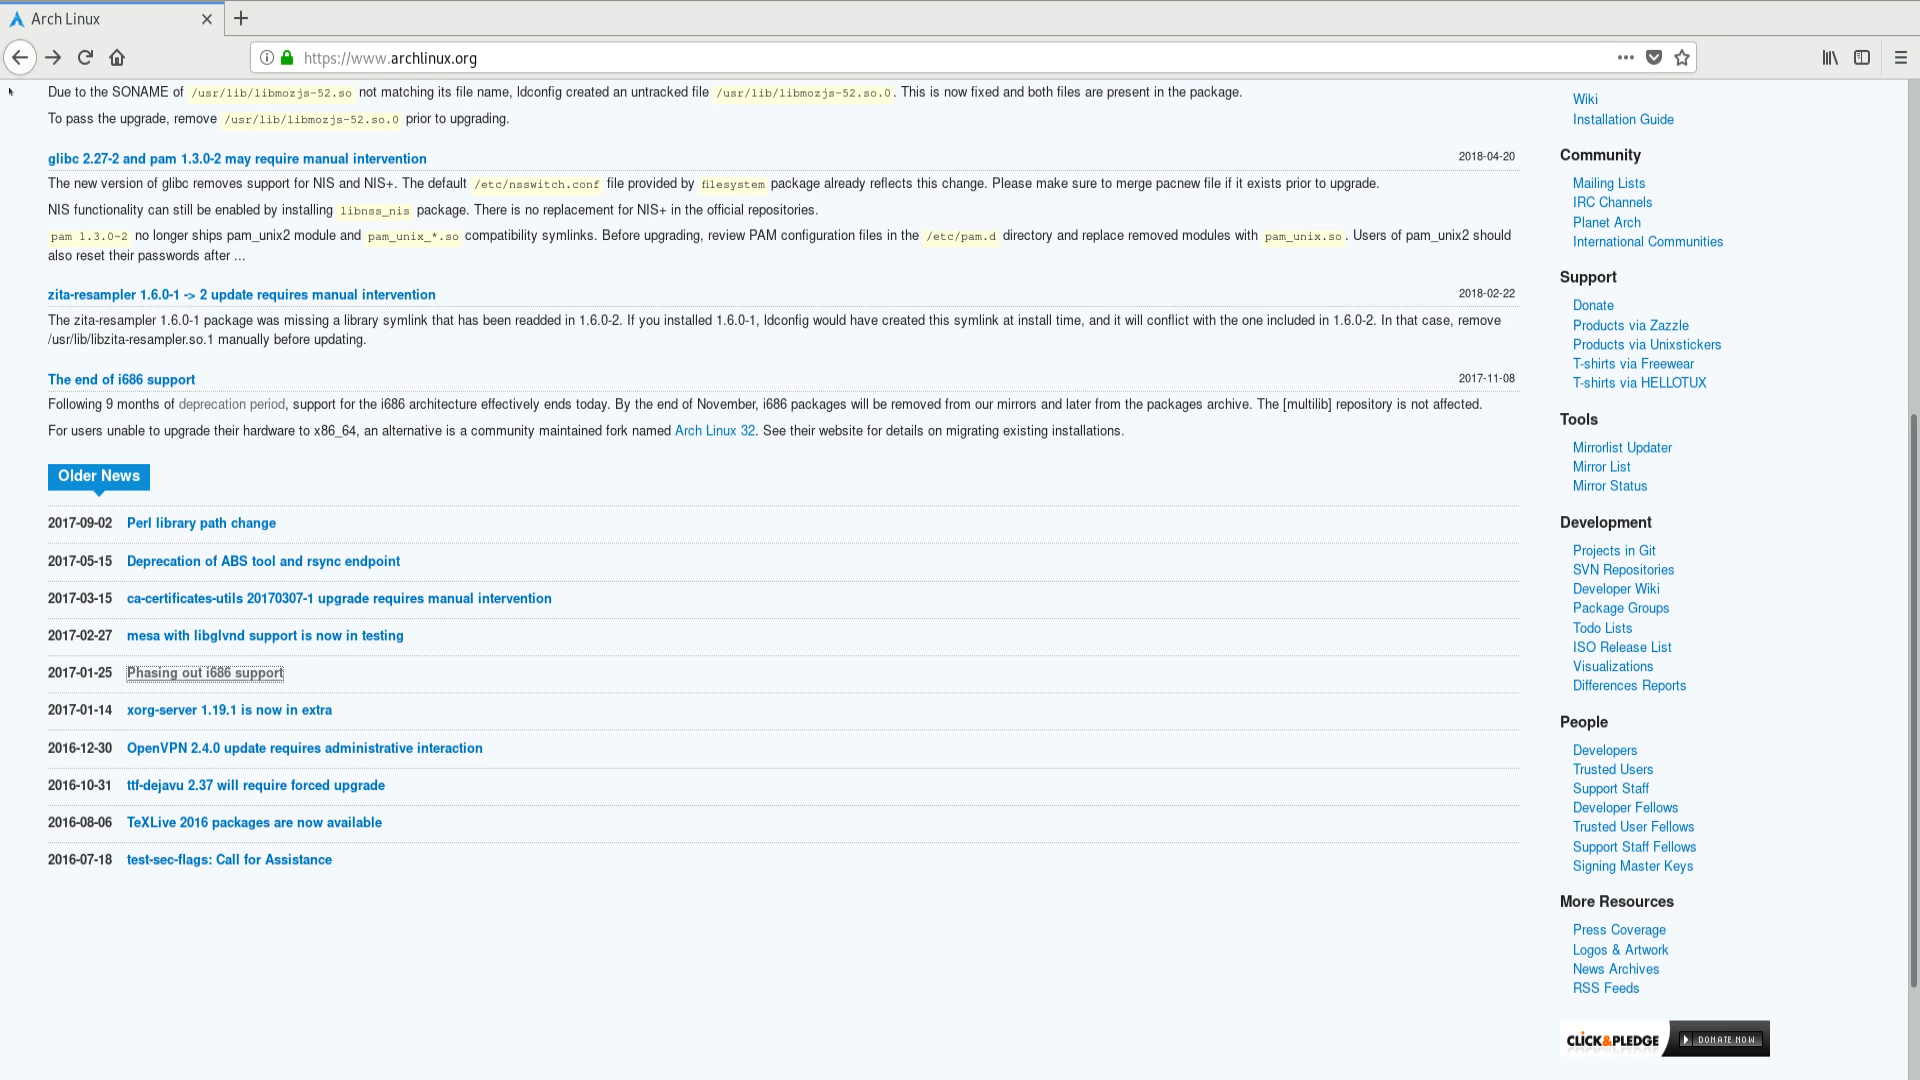 Arch Linux
https://www.archlinux.org
Due to the SONAME of /usr/lib/libmozjs-52.so not matching its file name, ldconfig created an untracked file /usr/lib/libmozjs-52.so.0. This is now fixed and both files are present in the package.
To pass the upgrade, remove /usr/lib/libmozjs-52.so.0 prior to upgrading.
glibc 2.27-2 and pam 1.3.0-2 may require manual intervention 2018-04-20
The new version of glibc removes support for NIS and NIS+. The default /etc/nsswitch.conf file provided by filesystem package already reflects this change. Please make sure to merge pacnew file if it exists prior to upgrade.
NIS functionality can still be enabled by installing libnss_nis package. There is no replacement for NIS+ in the official repositories.
pam 1.3.0-2 no longer ships pam_unix2 module and pam_unix_*.so compatibility symlinks. Before upgrading, review PAM configuration files in the /etc/pam.d directory and replace removed modules with pam_unix.so. Users of pam_unix2 should
also reset their passwords after ...
zita-resampler 1.6.0-1 -> 2 update requires manual intervention 2018-02-22
The zita-resampler 1.6.0-1 package was missing a library symlink that has been readded in 1.6.0-2. If you installed 1.6.0-1, ldconfig would have created this symlink at install time, and it will conflict with the one included in 1.6.0-2. In that case, remove
/usr/lib/libzita-resampler.so.1 manually before updating.
The end of i686 support 2017-11-08
Following 9 months of deprecation period, support for the i686 architecture effectively ends today. By the end of November, i686 packages will be removed from our mirrors and later from the packages archive. The [multilib] repository is not affected.
For users unable to upgrade their hardware to x86_64, an alternative is a community maintained fork named Arch Linux 32. See their website for details on migrating existing installations.
Older News
2017-09-02 Perl library path change
2017-05-15 Deprecation of ABS tool and rsync endpoint
2017-03-15 ca-certificates-utils 20170307-1 upgrade requires manual intervention
2017-02-27 mesa with libglvnd support is now in testing
2017-01-25 Phasing out i686 support
2017-01-14 xorg-server 1.19.1 is now in extra
2016-12-30 OpenVPN 2.4.0 update requires administrative interaction
2016-10-31 ttf-dejavu 2.37 will require forced upgrade
2016-08-06 TeXLive 2016 packages are now available
2016-07-18 test-sec-flags: Call for Assistance
Wiki
Installation Guide
Community
Mailing Lists
IRC Channels
Planet Arch
International Communities
Support
Donate
Products via Zazzle
Products via Unixstickers
T-shirts via Freewear
T-shirts via HELLOTUX
Tools
Mirrorlist Updater
Mirror List
Mirror Status
Development
Projects in Git
SVN Repositories
Developer Wiki
Package Groups
Todo Lists
ISO Release List
Visualizations
Differences Reports
People
Developers
Trusted Users
Support Staff
Developer Fellows
Trusted User Fellows
Support Staff Fellows
Signing Master Keys
More Resources
Press Coverage
Logos & Artwork
News Archives
RSS Feeds
CLICK&PLEDGE DONATE NOW